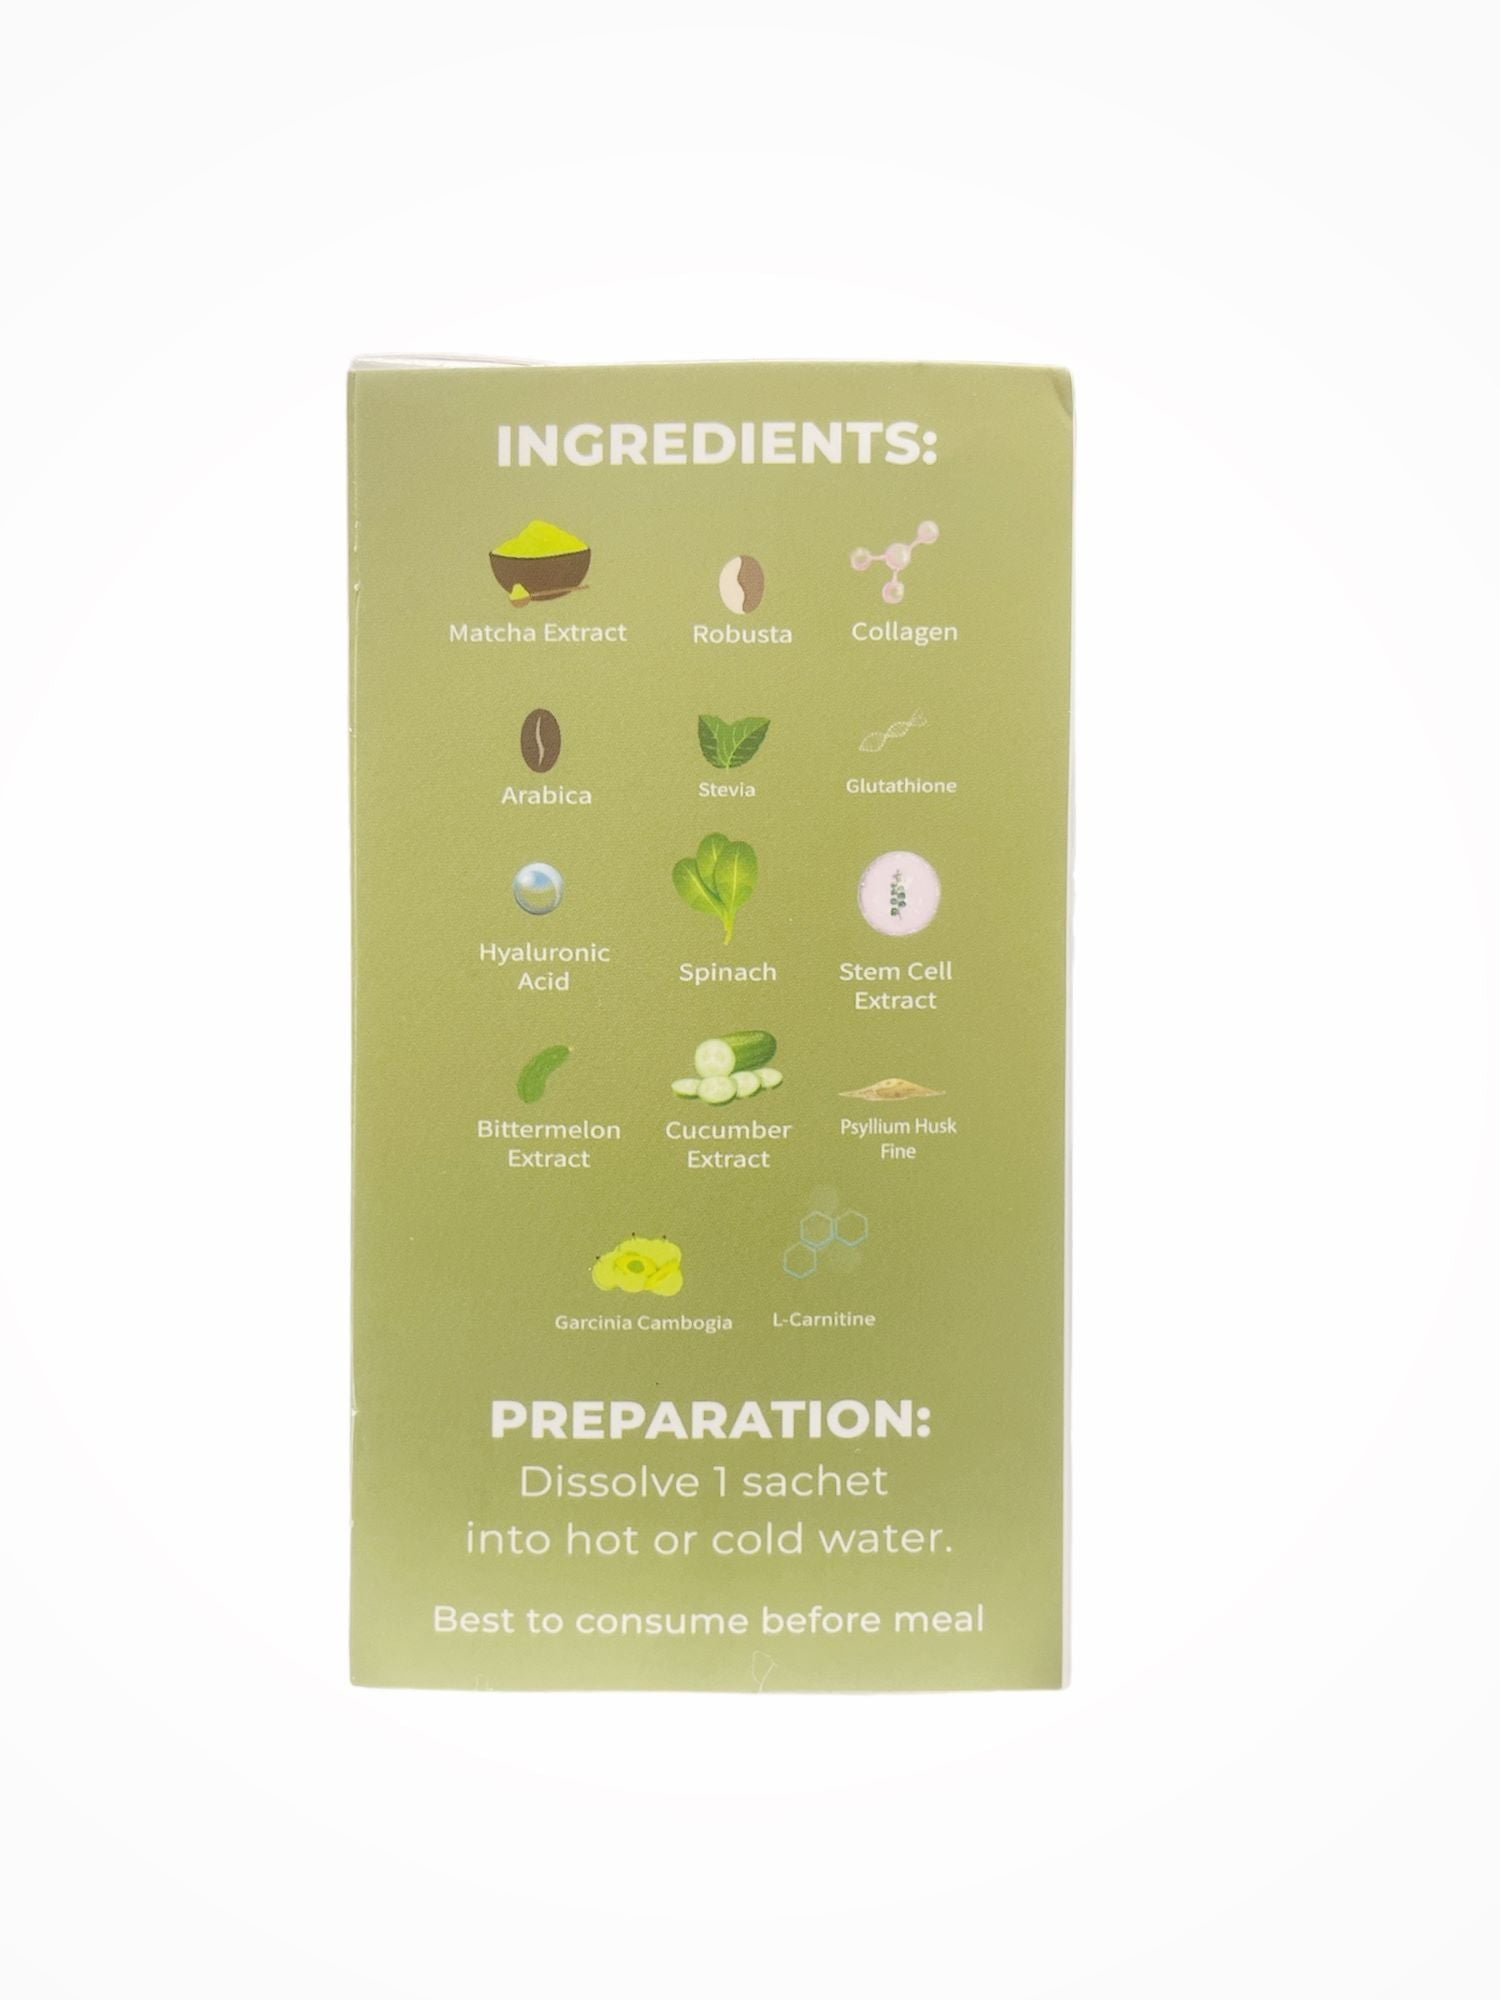 INGREDIENTS:
Matcha Extract
Robusta
Collagen
Arabica
Stevia
Glutathione
Hyaluronic
Acid
Spinach
Stem Cell
Extract
Bittermelon
Extract
Cucumber
Extract
Psyllium Husk
Fine
Garcinia Cambogia
L-Carnitine
PREPARATION:
Dissolve 1 sachet
into hot or cold water.
Best to consume before meal